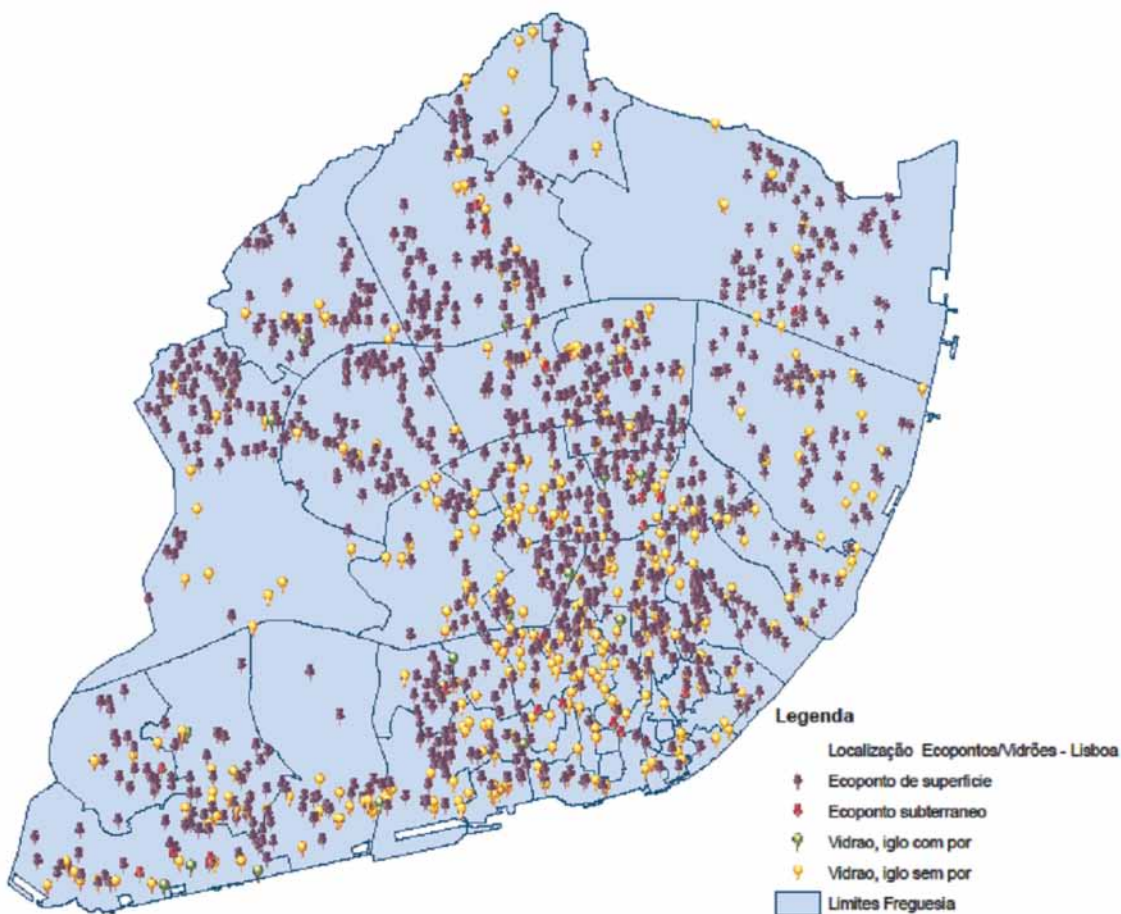 Legenda
Localização Ecopontos/Vidrões - Lisboa
Ecoponto de superfície
Ecoponto subterraneo
Vidrao, iglo com por
Vidrao, iglo sem por
Limites Freguesia